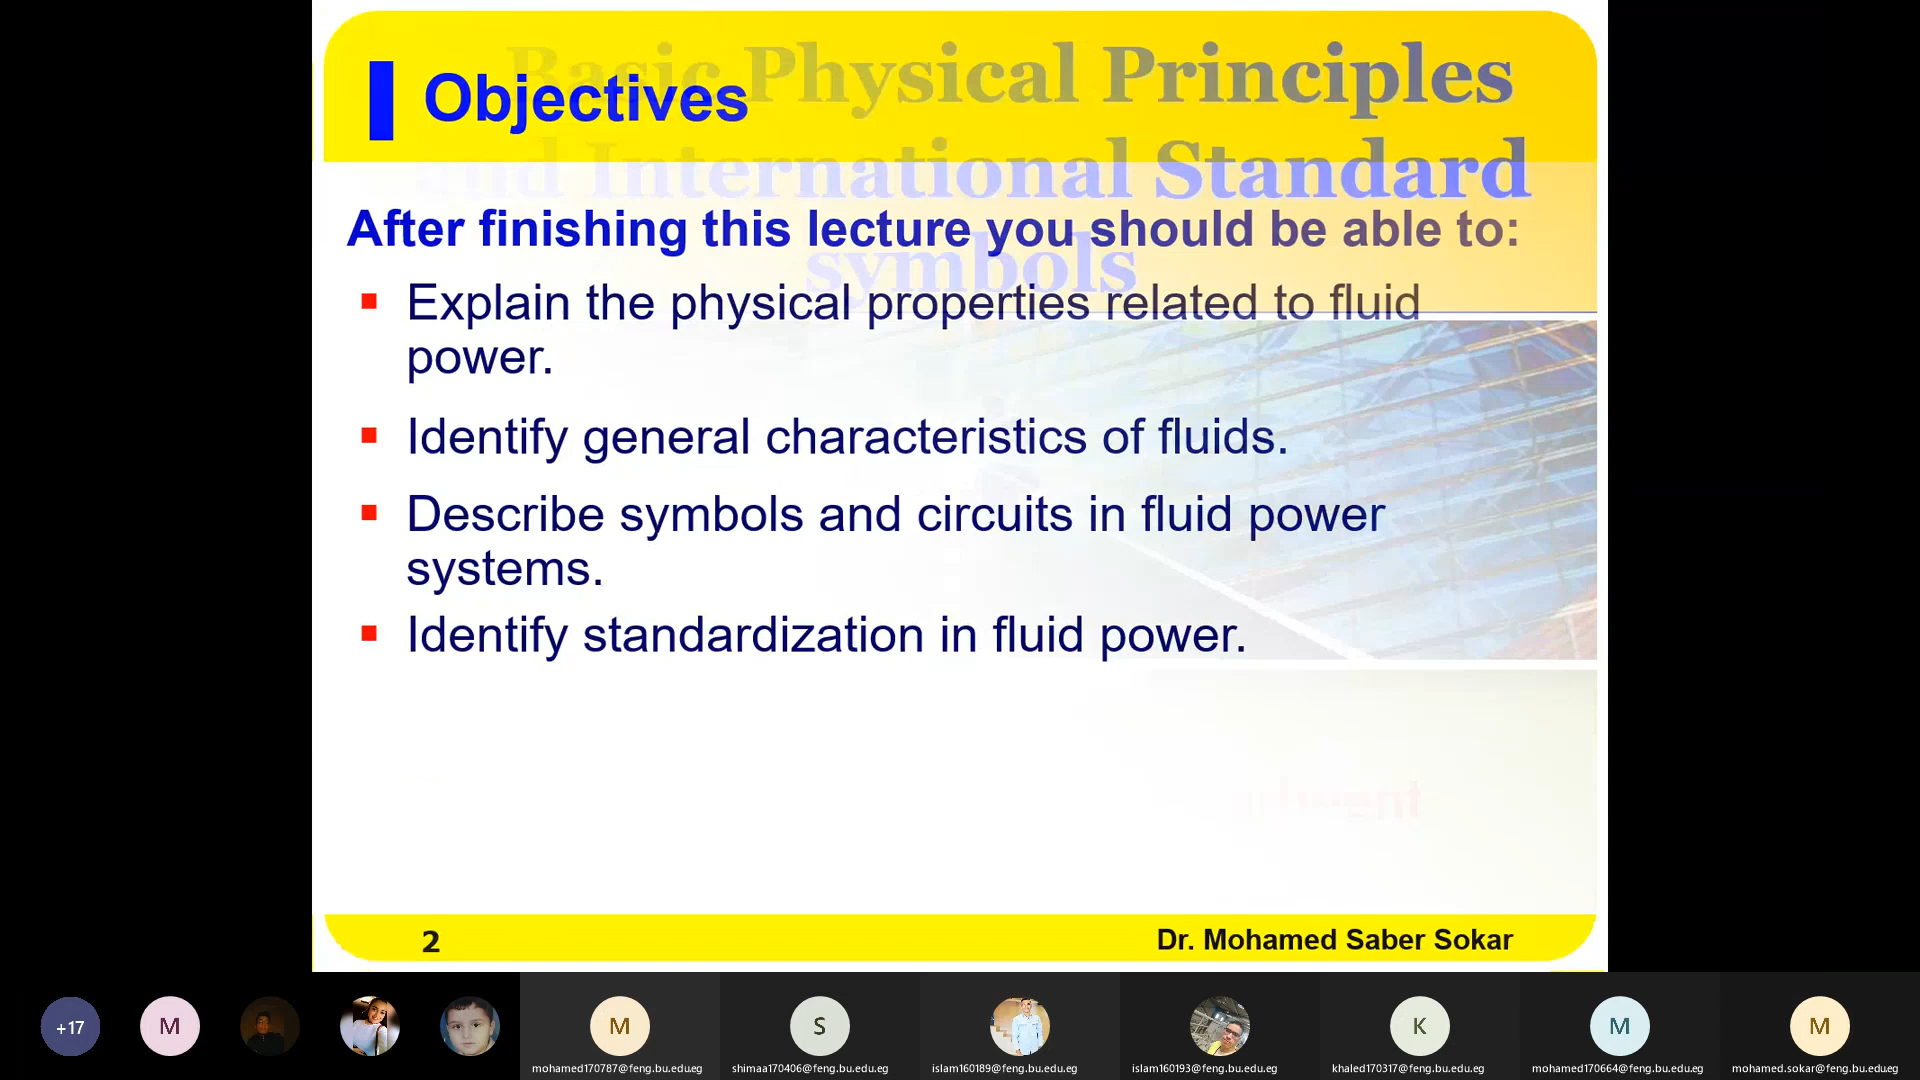 Basic Physical Principles
Objectives
and International Standard
After finishing this lecture you should be able to:
symbols
Explain the physical properties related to fluid
power.
Identify general characteristics of fluids.
Describe symbols and circuits in fluid power
systems.
Identify standardization in fluid power.
2
Dr. Mohamed Saber Sokar
+17
M
M
S
K
M
M
mohamed170787@feng.bu.edu.eg
shimaa170406@feng.bu.edu.eg
islam160189@feng.bu.edu.eg
islam160193@feng.bu.edu.eg
khaled170317@feng.bu.edu.eg
mohamed170664@feng.bu.edu.eg
mohamed.sokar@feng.bu.edu.eg